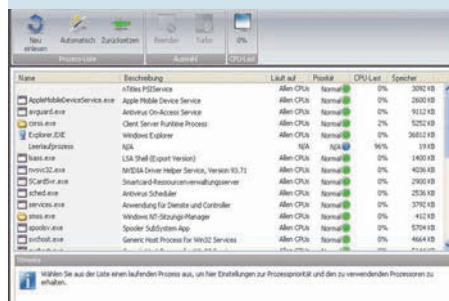 Neu einlesen
Automatisch
Zurücksetzen
Beenden
Turbo
0%
Prozess-Liste
Auswahl
CPU-Last
Name Beschreibung Läuft auf Priorität CPU-Last Speicher
nTitles PSIService Allen CPUs Normal 0% 3092 KB
AppleMobileDeviceService.exe Apple Mobile Device Service Allen CPUs Normal 0% 2600 KB
avguard.exe Antivirus On-Access Service Allen CPUs Normal 0% 9112 KB
csrss.exe Client Server Runtime Process Allen CPUs Normal 2% 5252 KB
Explorer.EXE Windows Explorer Allen CPUs Normal 0% 36812 KB
Leerlaufprozess N/A N/A N/A 96% 19 KB
lsass.exe LSA Shell (Export Version) Allen CPUs Normal 0% 1400 KB
nvsvc32.exe NVIDIA Driver Helper Service, Version 93.71 Allen CPUs Normal 0% 4036 KB
SCardSvr.exe Smartcard-Ressourcenverwaltungsserver Allen CPUs Normal 0% 2900 KB
sched.exe Antivirus Scheduler Allen CPUs Normal 0% 2536 KB
services.exe Anwendung für Dienste und Controller Allen CPUs Normal 0% 3792 KB
smss.exe Windows NT-Sitzungs-Manager Allen CPUs Normal 0% 412 KB
spoolsv.exe Spooler SubSystem App Allen CPUs Normal 0% 5704 KB
svchost.exe Generic Host Process for Win32 Services Allen CPUs Normal 0% 4664 KB
Hinweis
Wählen Sie aus der Liste einen laufenden Prozess aus, um hier Einstellungen zur Prozesspriorität und den zu verwendenden Prozessoren zu
erhalten.